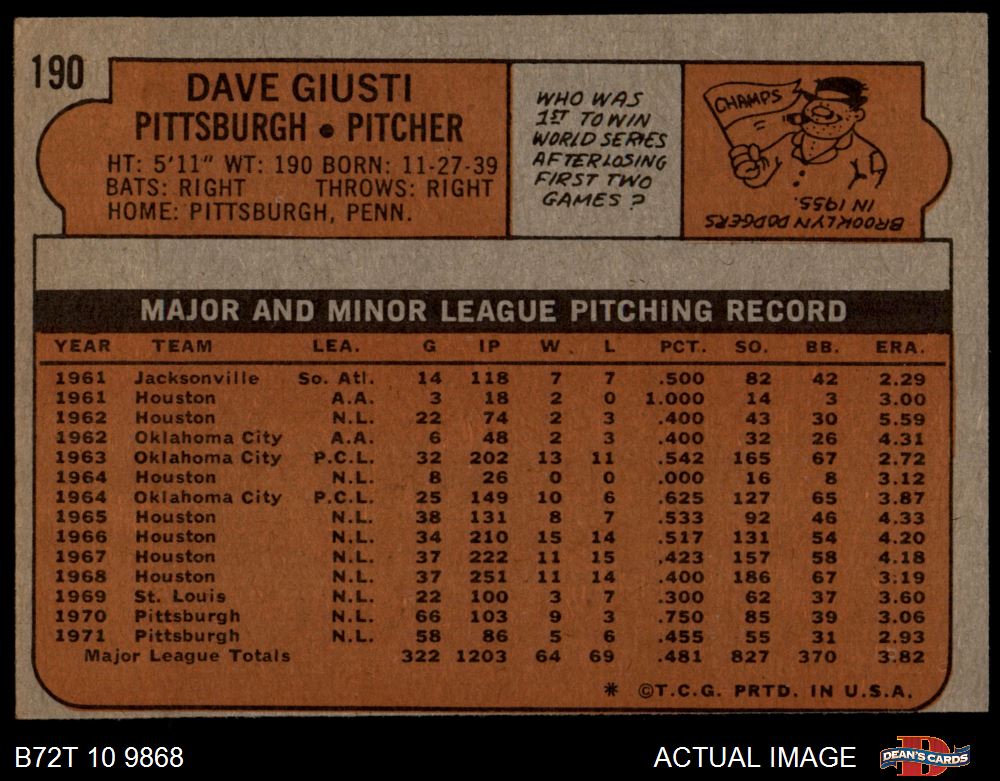 190
DAVE GIUSTI
PITTSBURGH • PITCHER
HT: 5'11" WT: 190 BORN: 11-27-39
BATS: RIGHT THROWS: RIGHT
HOME: PITTSBURGH, PENN.
WHO WAS
1ST TO WIN
WORLD SERIES
AFTER LOSING
FIRST TWO
GAMES?
CHAMPS
BROOKLYN DODGERS
IN 1955.
MAJOR AND MINOR LEAGUE PITCHING RECORD
YEAR TEAM LEA. G IP W. L PCT. SO. BB. ERA.
1961 Jacksonville So. Atl. 14 118 7 7 .500 82 42 2.29
1961 Houston A.A. 3 18 2 0 1.000 14 3 3.00
1962 Houston N.L. 22 74 2 3 .400 43 30 5.59
1962 Oklahoma City A.A. 6 48 2 3 .400 32 26 4.31
1963 Oklahoma City P.C.L. 32 202 13 11 .542 165 67 2.72
1964 Houston N.L. 8 26 0 0 .000 16 8 3.12
1964 Oklahoma City P.C.L. 25 149 10 6 .625 127 65 3.87
1965 Houston N.L. 38 131 8 7 .533 92 46 4.33
1966 Houston N.L. 34 210 15 14 .517 131 54 4.20
1967 Houston N.L. 37 222 11 15 .423 157 58 4.18
1968 Houston N.L. 37 251 11 14 .400 186 67 3.19
1969 St. Louis N.L. 22 100 3 7 .300 62 37 3.60
1970 Pittsburgh N.L. 66 103 9 3 .750 85 39 3.06
1971 Pittsburgh N.L. 58 86 5 6 .455 55 31 2.93
Major League Totals 322 1203 64 69 .481 827 370 3.82
* ©T.C.G. PRTD. IN U.S.A.
B72T 10 9868
ACTUAL IMAGE
D
DEAN'S CARDS